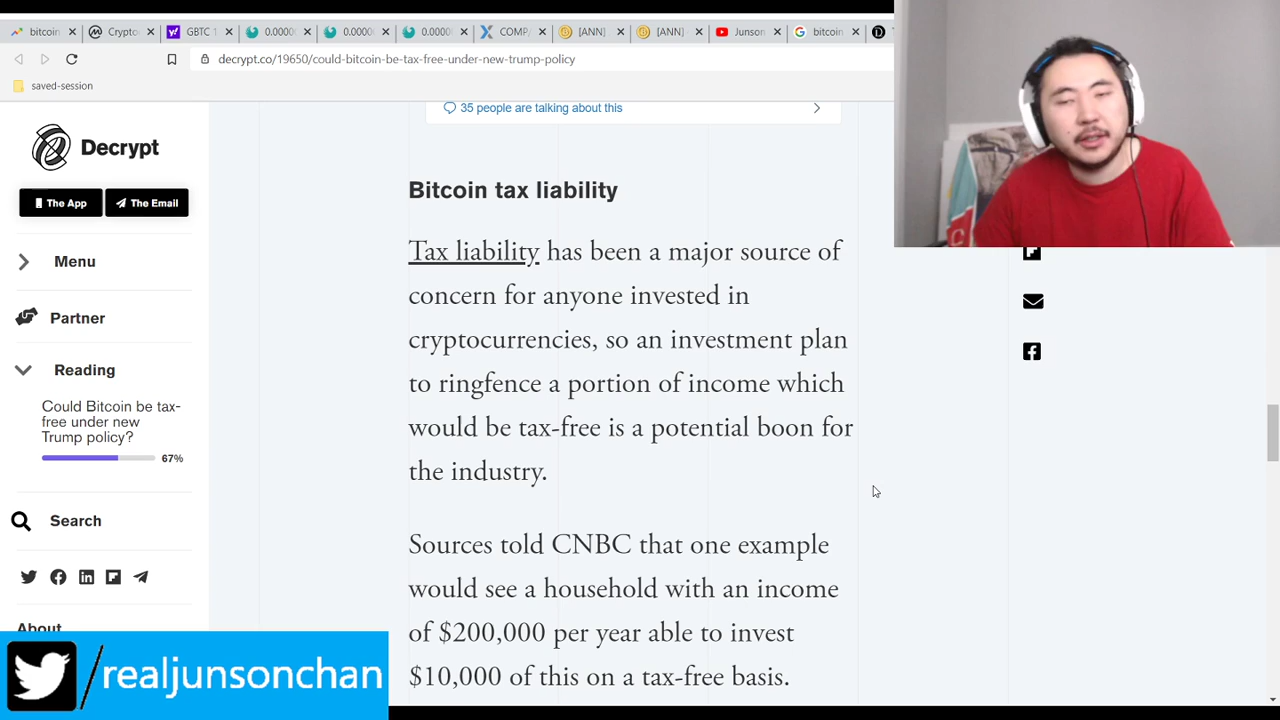 bitcoin
Crypto
GBTC 1
0.0000
0.0000
0.0000
COMP.
[ANN]
[ANN]
Junson
bitcoin
decrypt.co/19650/could-bitcoin-be-tax-free-under-new-trump-policy
saved-session
35 people are talking about this
Decrypt
The App
The Email
Menu
Partner
Reading
Could Bitcoin be tax-
free under new
Trump policy?
67%
Search
About
Bitcoin tax liability
Tax liability has been a major source of
concern for anyone invested in
cryptocurrencies, so an investment plan
to ringfence a portion of income which
would be tax-free is a potential boon for
the industry.
Sources told CNBC that one example
would see a household with an income
of $200,000 per year able to invest
$10,000 of this on a tax-free basis.
/realjunsonchan